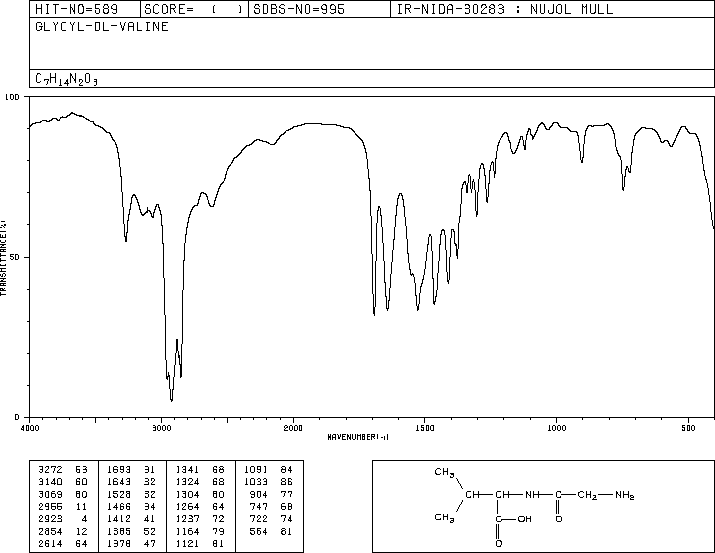 HIT-NO=589 SCORE= ( ) SDBS-NO=995 IR-NIDA-30283 : NUJOL MULL
GLYCYL-DL-VALINE
C₇H₁₄N₂O₃
100
50
0
TRANSMITTANCE(%)
4000 3000 2000 1500 1000 500
WAVENUMBER(-1)
3272 53 1693 31 1341 68 1091 84
3140 60 1643 32 1324 68 1033 86
3069 60 1528 32 1304 60 904 77
2955 11 1466 34 1264 64 747 68
2923 4 1412 41 1237 72 722 74
2854 12 1385 52 1164 79 564 81
2614 64 1378 47 1121 81
CH₃
CH—CH—NH—C—CH₂—NH₂
CH₃ C—OH O
O